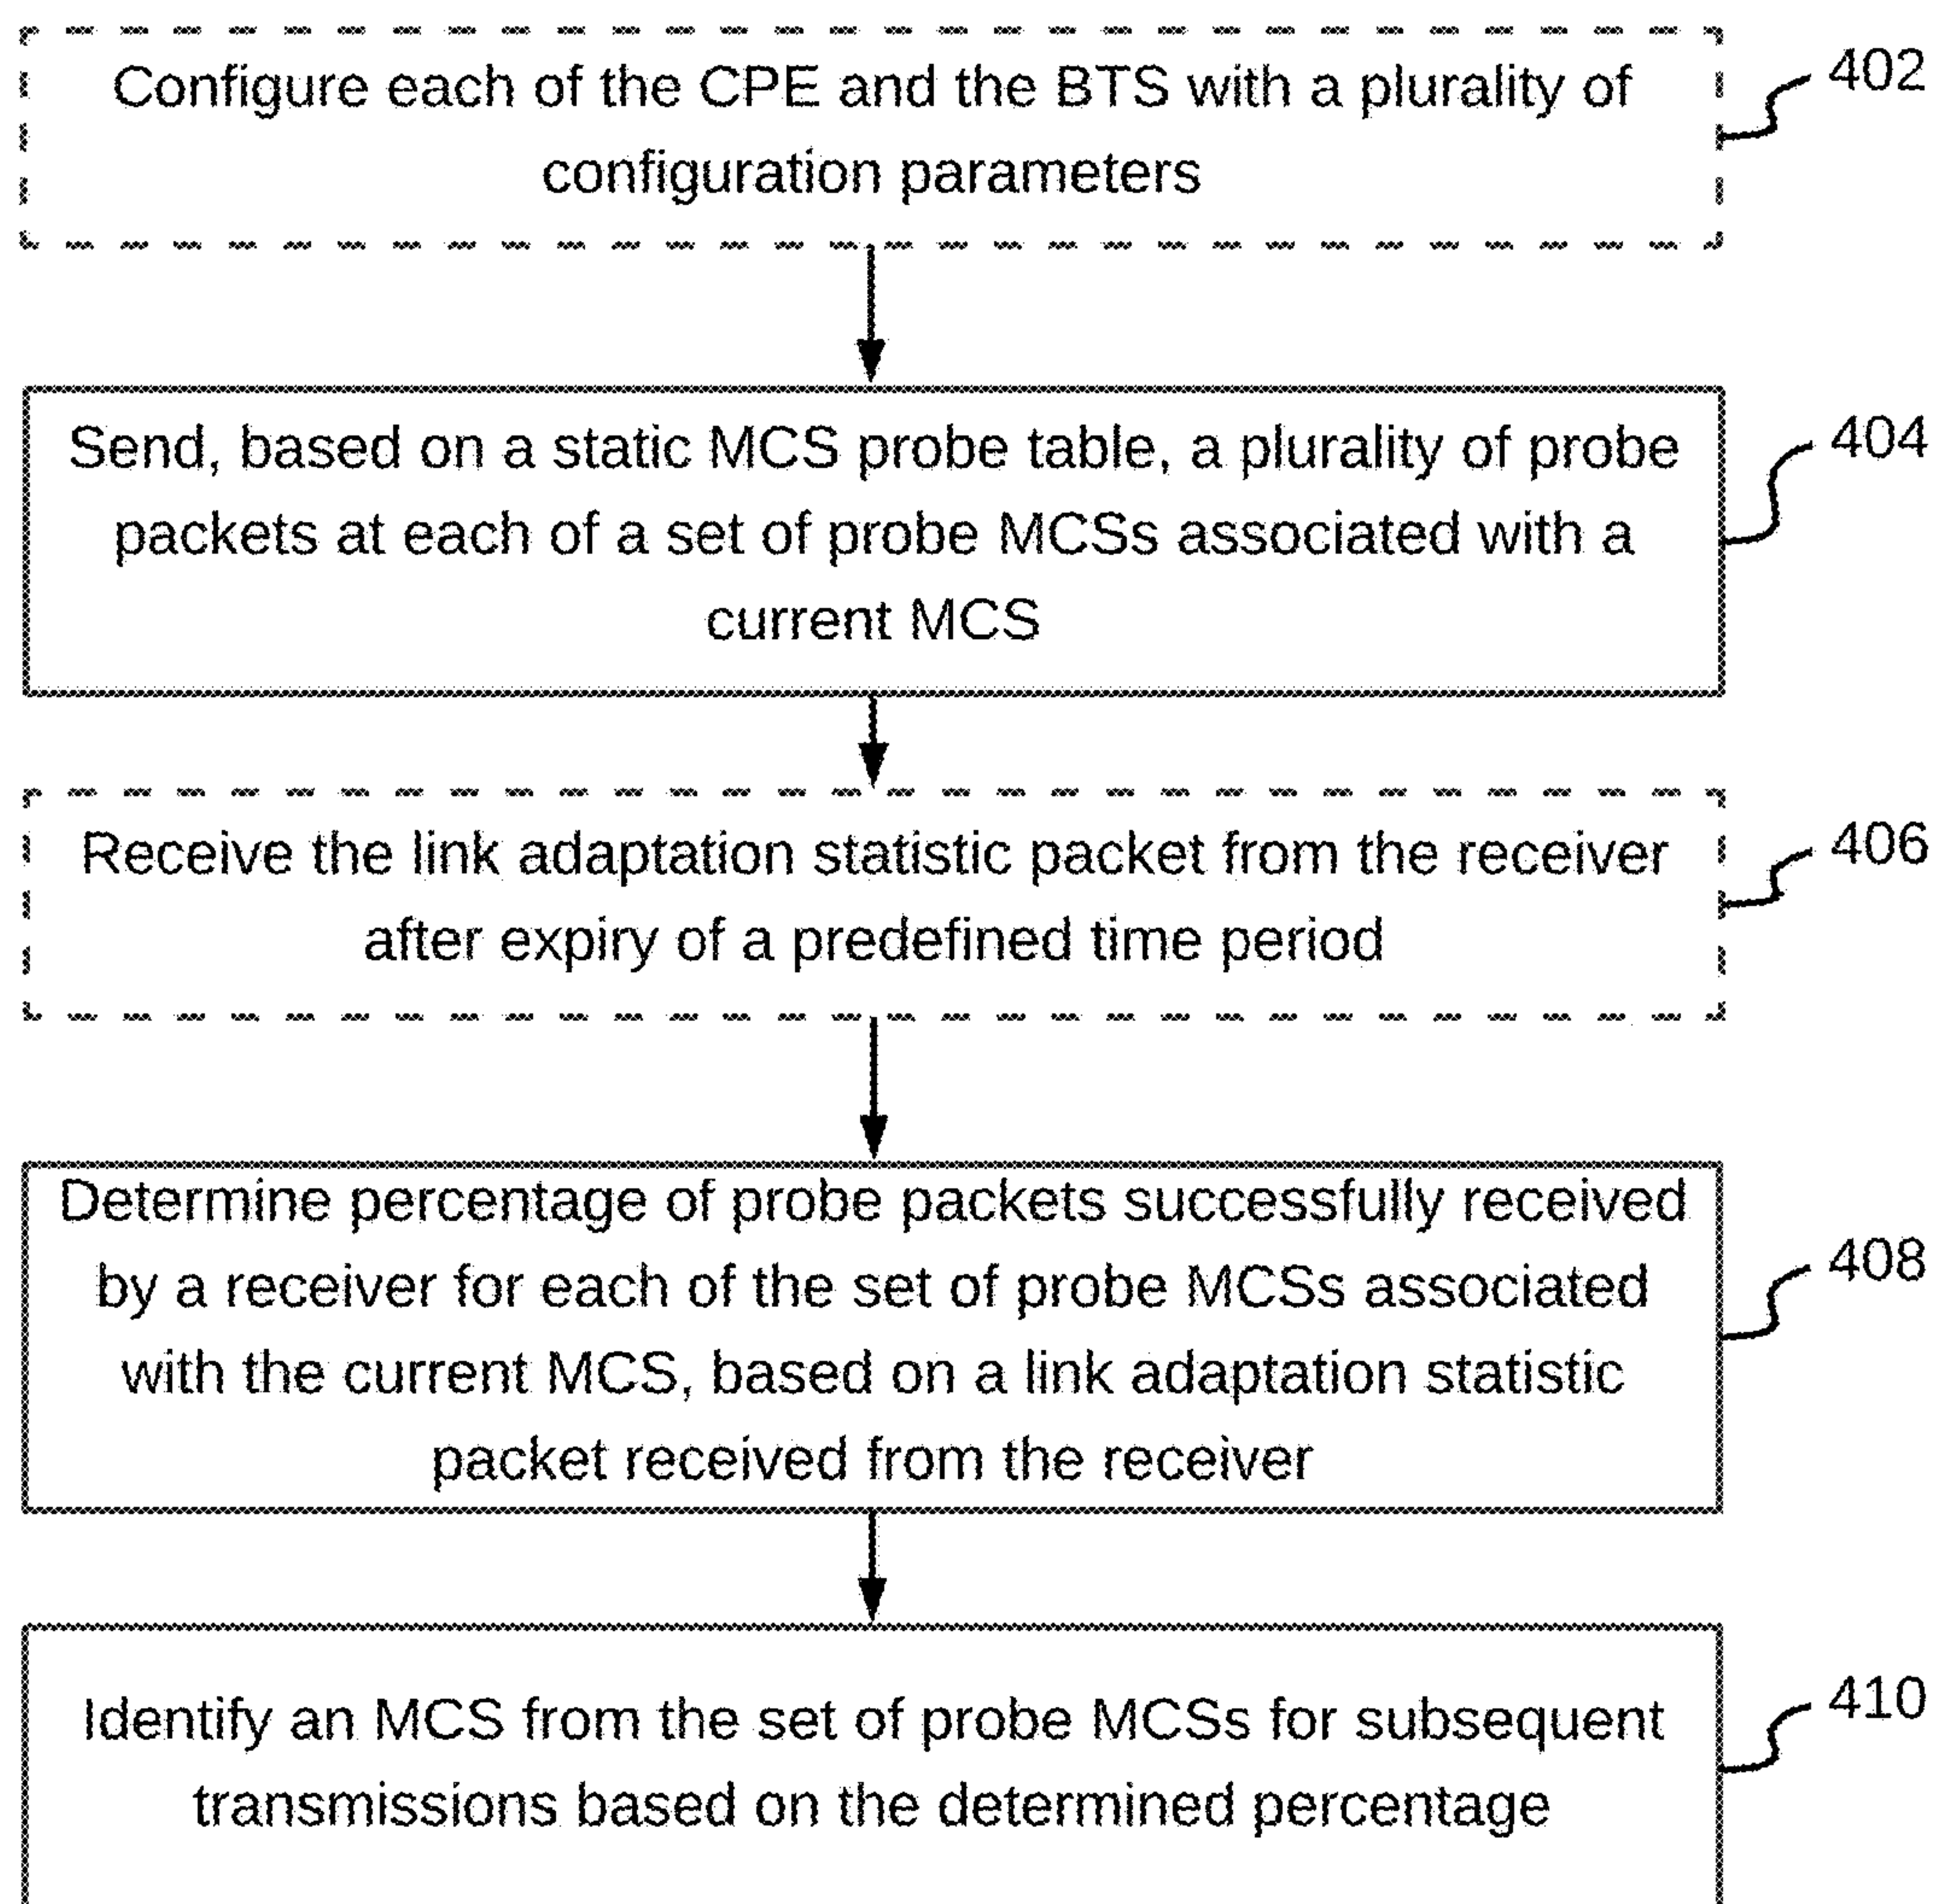 Configure each of the CPE and the BTS with a plurality of
configuration parameters
402
Send, based on a static MCS probe table, a plurality of probe
packets at each of a set of probe MCSs associated with a
current MCS
404
Receive the link adaptation statistic packet from the receiver
after expiry of a predefined time period
406
Determine percentage of probe packets successfully received
by a receiver for each of the set of probe MCSs associated
with the current MCS, based on a link adaptation statistic
packet received from the receiver
408
Identify an MCS from the set of probe MCSs for subsequent
transmissions based on the determined percentage
410